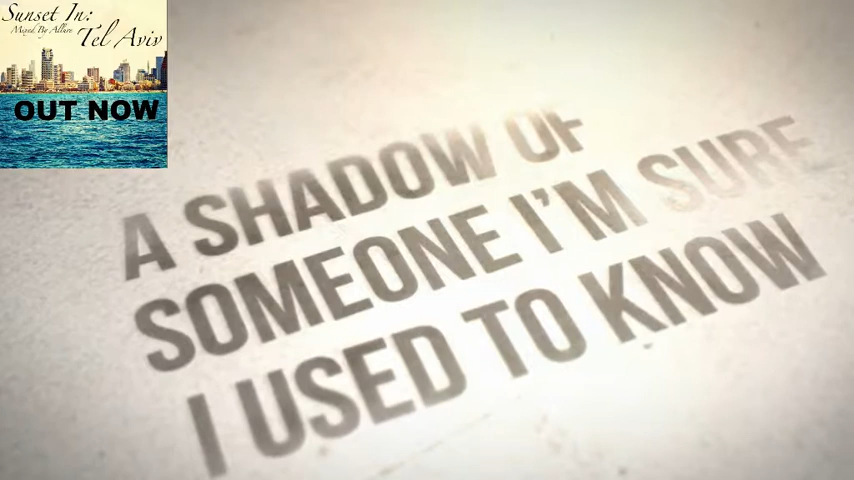 Sunset In:
Mixed By Allure
Tel Aviv
OUT NOW
A SHADOW OF
SOMEONE I'M SURE
I USED TO KNOW